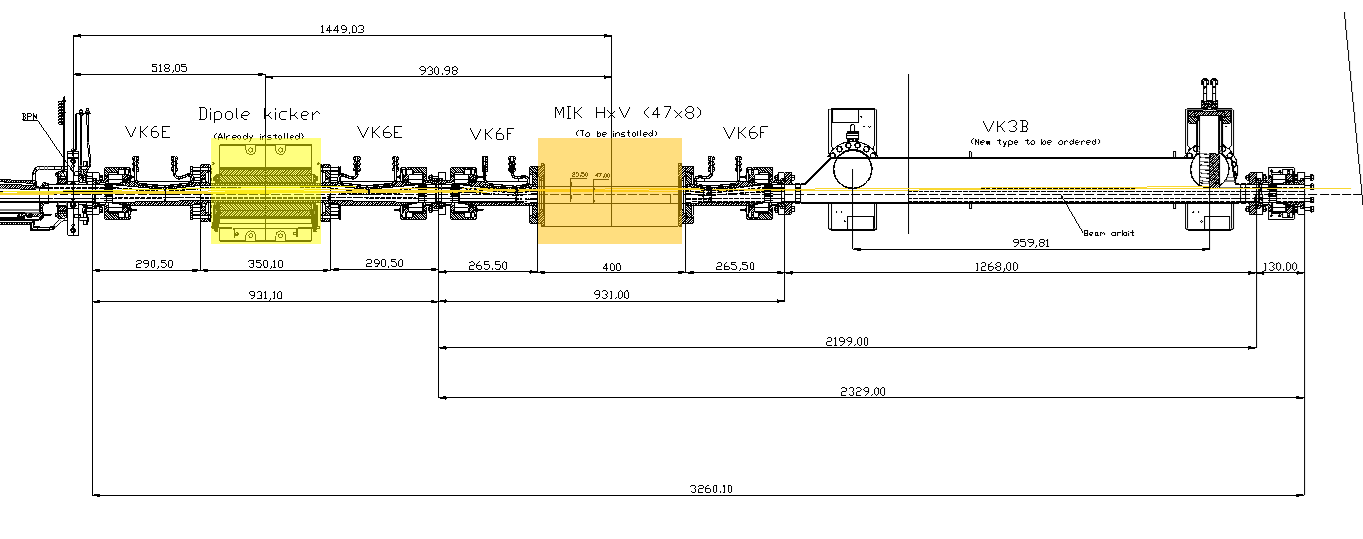 1449,03
518,05
930.98
Dipole kicker
(Already installed)
MIK HxV (47x8)
(To be installed)
BPM
VK6E
VK6E
VK6F
VK6F
VK3B
(New type to be ordered)
47,00
Beam orbit
959,81
290,50
350,10
290,50
265.50
400
265,50
1268,00
130.00
931,10
931,00
2199,00
2329,00
3260.10